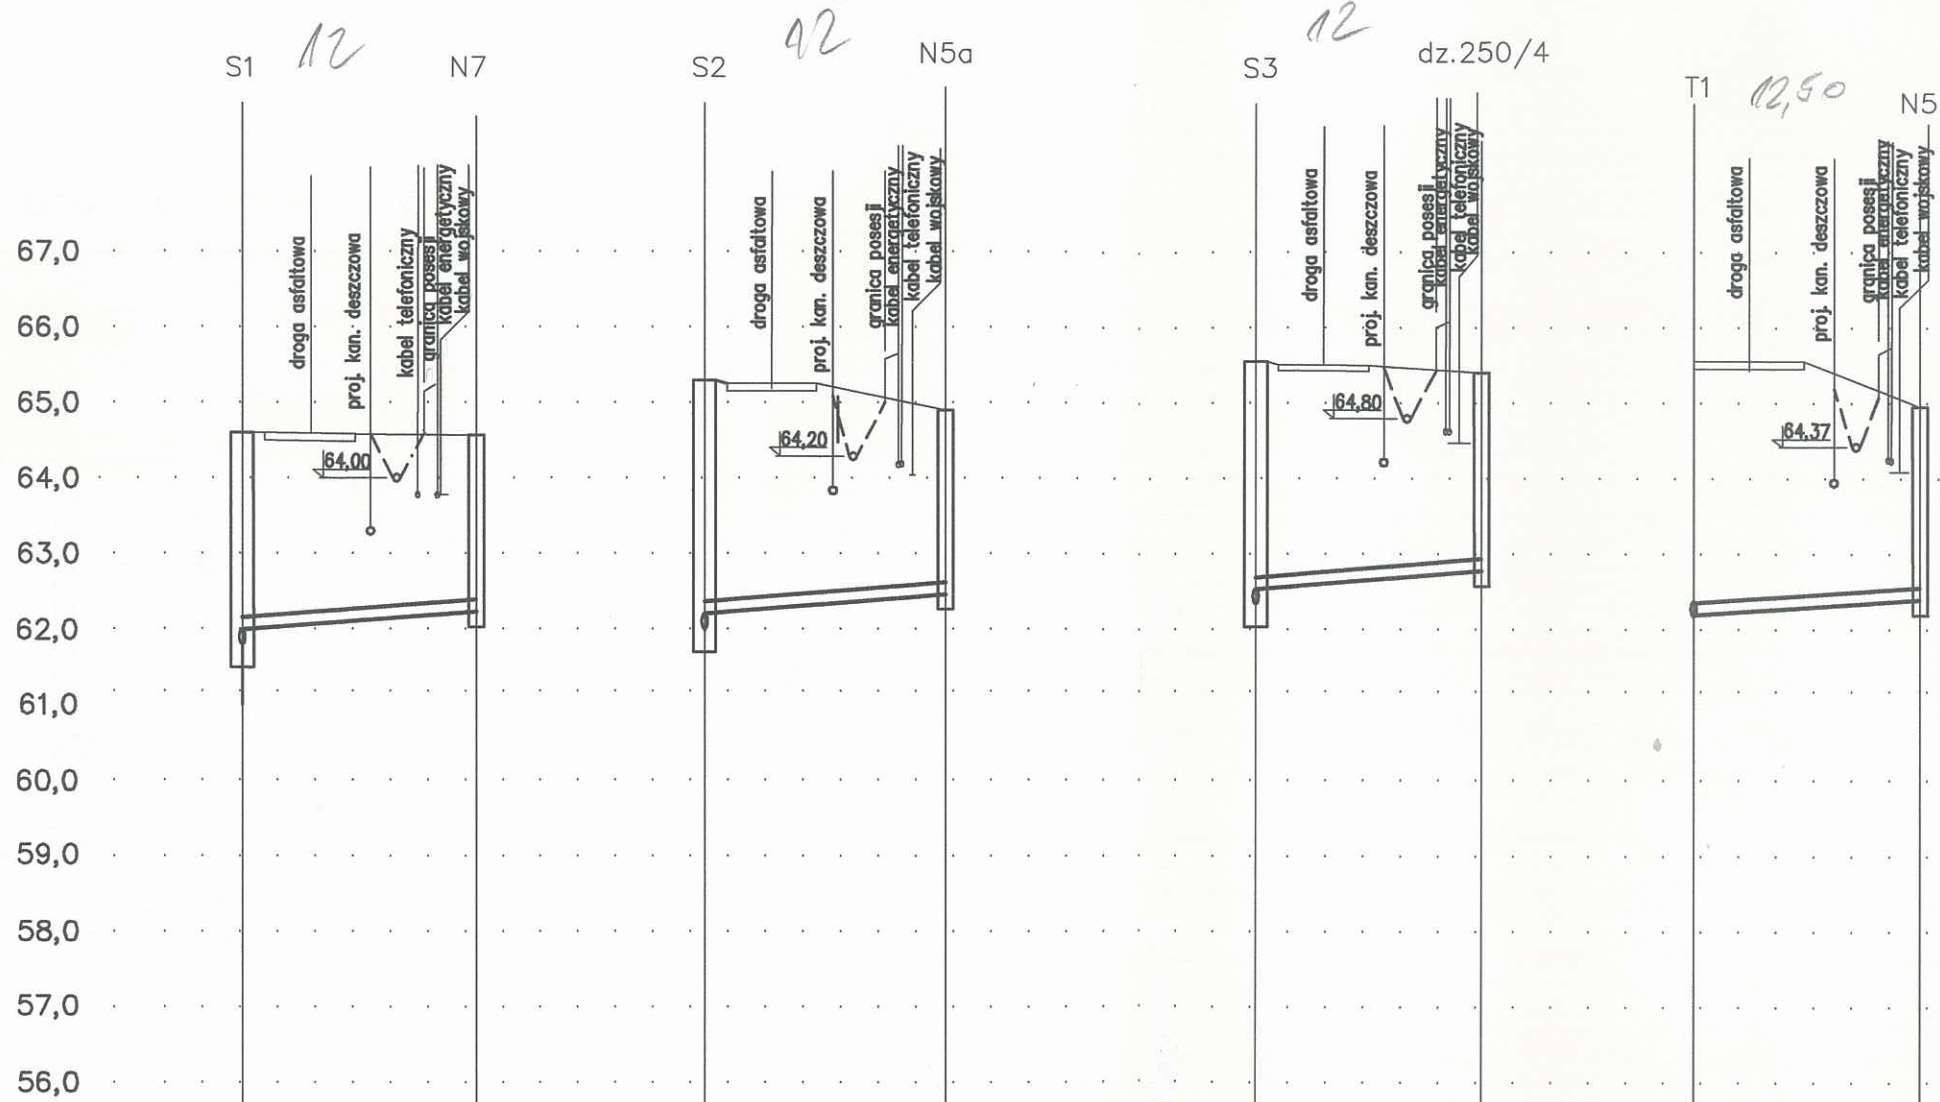 S1
12
N7
S2
12
N5a
S3
12
dz.250/4
T1
12,50
N5
droga asfaltowa
proj. kan. deszczowa
kabel telefoniczny
granica posesji
kabel energetyczny
kabel wojskowy
64,00
droga asfaltowa
proj. kan. deszczowa
granica posesji
kabel energetyczny
kabel telefoniczny
kabel wojskowy
64,20
droga asfaltowa
proj. kan. deszczowa
granica posesji
kabel energetyczny
kabel telefoniczny
kabel wojskowy
64,80
droga asfaltowa
proj. kan. deszczowa
granica posesji
kabel energetyczny
kabel telefoniczny
kabel wojskowy
64,37
67,0
66,0
65,0
64,0
63,0
62,0
61,0
60,0
59,0
58,0
57,0
56,0